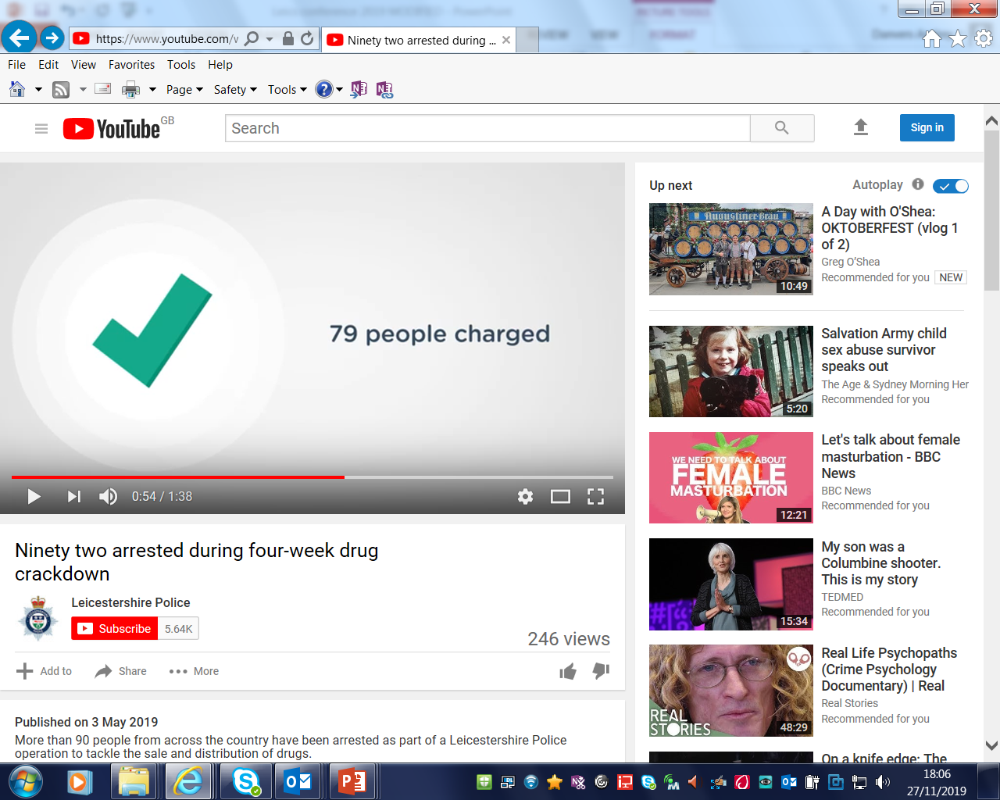 PICTURE TOOLS
FORMAT
VIEW
https://www.youtube.com/v
Ninety two arrested during ...
File Edit View Favorites Tools Help
Page Safety Tools
YouTube GB
Search
Sign in
79 people charged
0:54 / 1:38
Ninety two arrested during four-week drug
crackdown
Leicestershire Police
Subscribe 5.64K
246 views
Add to Share More
Published on 3 May 2019
More than 90 people from across the country have been arrested as part of a Leicestershire Police
operation to tackle the sale and distribution of drugs.
Up next
Autoplay
Augustiner-Bräu
10:49
A Day with O'Shea:
OKTOBERFEST (vlog 1
of 2)
Greg O'Shea
Recommended for you NEW
5:20
Salvation Army child
sex abuse survivor
speaks out
The Age & Sydney Morning Her
Recommended for you
WE NEED TO TALK ABOUT
FEMALE
MASTURBATION
12:21
Let's talk about female
masturbation - BBC
News
BBC News
Recommended for you
15:34
My son was a
Columbine shooter.
This is my story
TEDMED
Recommended for you
REAL
STORIES
48:29
Real Life Psychopaths
(Crime Psychology
Documentary) | Real
Real Stories
Recommended for you
On a knife edge: The
18:06
27/11/2019